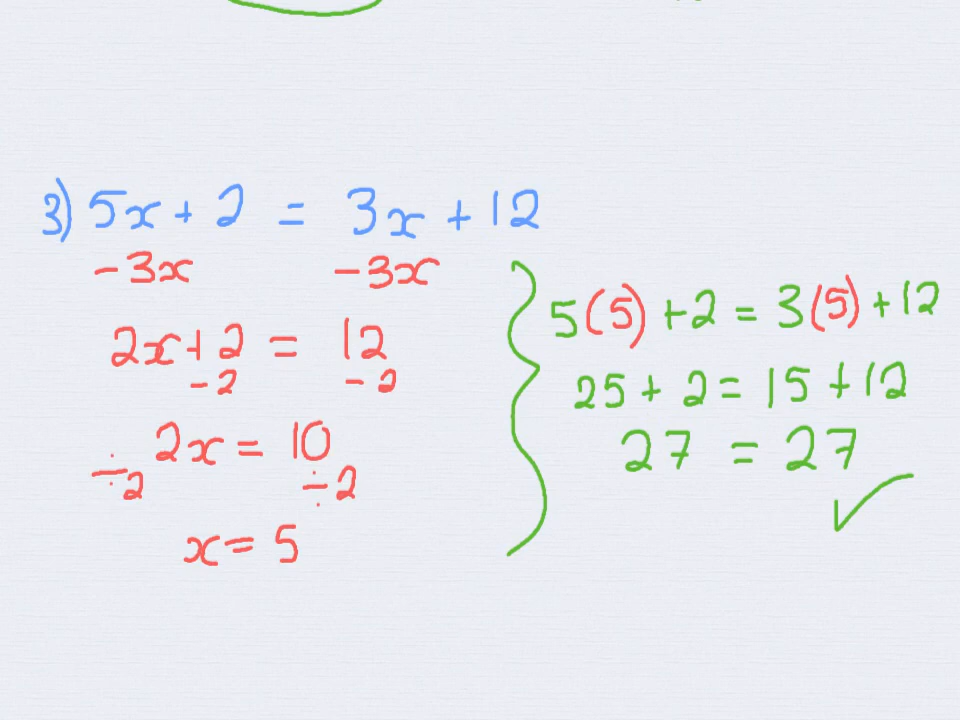 3) 5x + 2 = 3x + 12
-3x -3x
2x + 2 = 12
-2 -2
2x = 10
÷2 ÷2
x = 5
5(5) + 2 = 3(5) + 12
25 + 2 = 15 + 12
27 = 27
✓